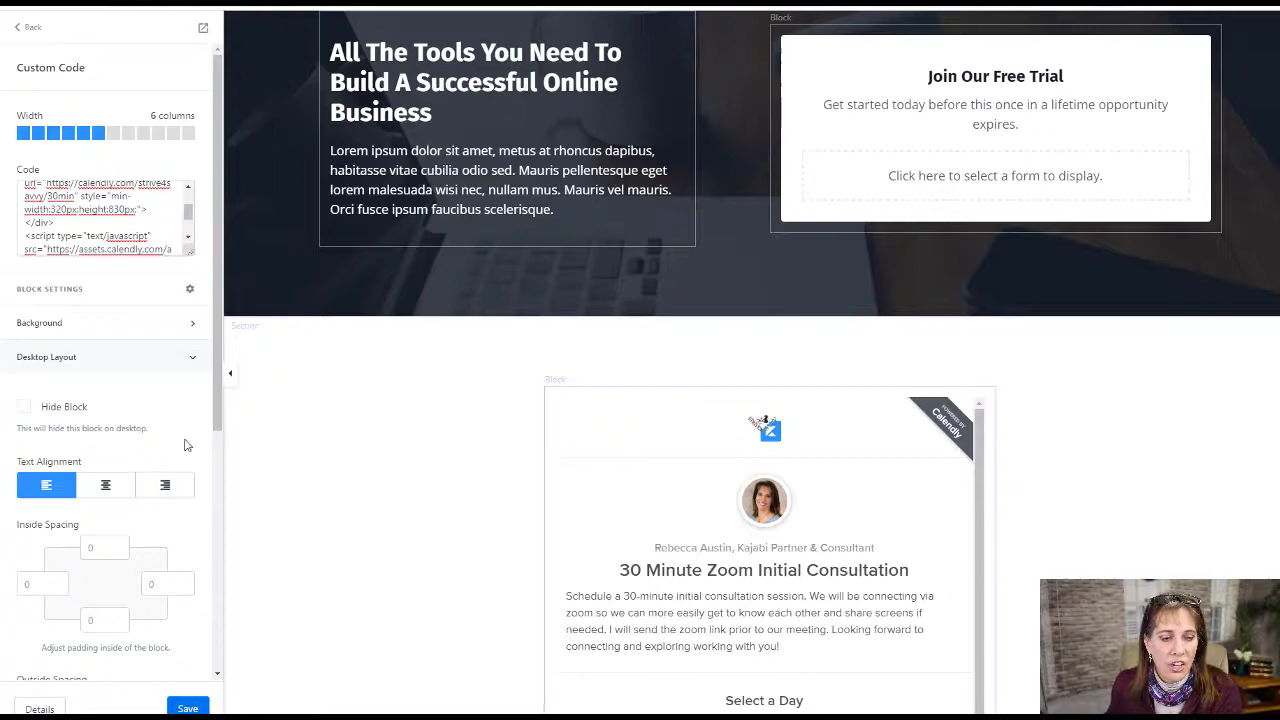 Back
Custom Code
Width 6 columns
Code
url="https://calendly.com/strive4s
avvy/30min" style="min-
width:320px;height:830px;">
</div>
<script type="text/javascript"
src="https://assets.calendly.com/a
BLOCK SETTINGS
Background
Desktop Layout
Hide Block
This will hide this block on desktop.
Text Alignment
Inside Spacing
0
0
0
0
Adjust padding inside of the block.
Outside Spacing
Details
Save
All The Tools You Need To
Build A Successful Online
Business
Lorem ipsum dolor sit amet, metus at rhoncus dapibus,
habitasse vitae cubilia odio sed. Mauris pellentesque eget
lorem malesuada wisi nec, nullam mus. Mauris vel mauris.
Orci fusce ipsum faucibus scelerisque.
Block
Join Our Free Trial
Get started today before this once in a lifetime opportunity
expires.
Click here to select a form to display.
Section
Block
POWERED BY
Calendly
Rebecca Austin, Kajabi Partner & Consultant
30 Minute Zoom Initial Consultation
Schedule a 30-minute initial consultation session. We will be connecting via
zoom so we can more easily get to know each other and share screens if
needed. I will send the zoom link prior to our meeting. Looking forward to
connecting and exploring working with you!
Select a Day